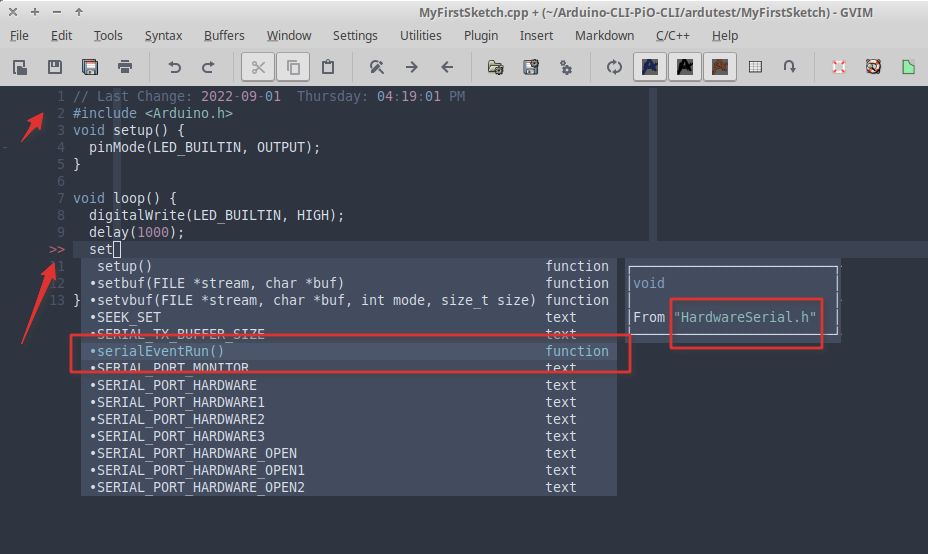 MyFirstSketch.cpp + (~/Arduino-CLI-PiO-CLI/ardutest/MyFirstSketch) - GVIM
File Edit Tools Syntax Buffers Window Settings Utilities Plugin Insert Markdown C/C++ Help
1 // Last Change: 2022-09-01  Thursday: 04:19:01 PM
2 #include <Arduino.h>
3 void setup() {
4   pinMode(LED_BUILTIN, OUTPUT);
5 }
6
7 void loop() {
8   digitalWrite(LED_BUILTIN, HIGH);
9   delay(1000);
>>   set
11 setup() function
12 •setbuf(FILE *stream, char *buf) function
13 } •setvbuf(FILE *stream, char *buf, int mode, size_t size) function
•SEEK_SET text
•SERIAL_TX_BUFFER_SIZE text
•serialEventRun() function
•SERIAL_PORT_MONITOR text
•SERIAL_PORT_HARDWARE text
•SERIAL_PORT_HARDWARE1 text
•SERIAL_PORT_HARDWARE2 text
•SERIAL_PORT_HARDWARE3 text
•SERIAL_PORT_HARDWARE_OPEN text
•SERIAL_PORT_HARDWARE_OPEN1 text
•SERIAL_PORT_HARDWARE_OPEN2 text
void
From "HardwareSerial.h"